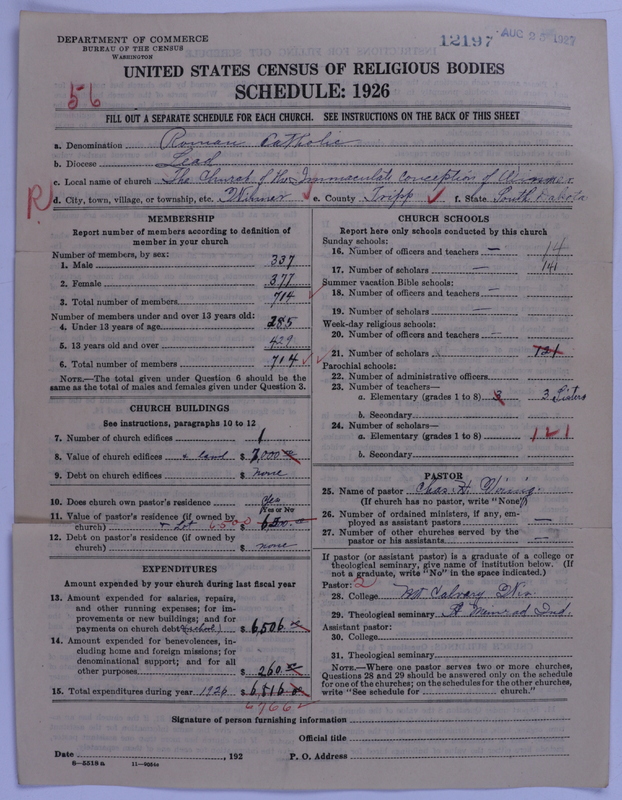 DEPARTMENT OF COMMERCE
BUREAU OF THE CENSUS
WASHINGTON
12197
AUG 1927
UNITED STATES CENSUS OF RELIGIOUS BODIES
SCHEDULE: 1926
56
FILL OUT A SEPARATE SCHEDULE FOR EACH CHURCH. SEE INSTRUCTIONS ON THE BACK OF THIS SHEET
a. Denomination Roman Catholic
b. Diocese Lead
c. Local name of church The Church of the Immaculate Conception of Winner.
R
d. City, town, village, or township, etc. Winner e. County Tripp f. State South Dakota
MEMBERSHIP
Report number of members according to definition of
member in your church
Number of members, by sex:
1. Male 337
2. Female 377
3. Total number of members 714
Number of members under and over 13 years old:
4. Under 13 years of age 285
5. 13 years old and over 429
6. Total number of members 714
NOTE.—The total given under Question 6 should be the
same as the total of males and females given under Question 3.
CHURCH BUILDINGS
See instructions, paragraphs 10 to 12
7. Number of church edifices 1
8. Value of church edifices & land $ 7,000
9. Debt on church edifices $ none
10. Does church own pastor's residence yes
(Yes or No)
11. Value of pastor's residence (if owned by
church) & Lot 6500 $
12. Debt on pastor's residence (if owned by
church) $ none
EXPENDITURES
Amount expended by your church during last fiscal year
13. Amount expended for salaries, repairs,
and other running expenses; for im-
provements or new buildings; and for
payments on church debt (school) $ 6,506
14. Amount expended for benevolences, in-
cluding home and foreign missions; for
denominational support; and for all
other purposes $ 260
15. Total expenditures during year 1926 $
6766
CHURCH SCHOOLS
Report here only schools conducted by this church
Sunday schools:
16. Number of officers and teachers — 14
17. Number of scholars — 141
Summer vacation Bible schools:
18. Number of officers and teachers —
19. Number of scholars —
Week-day religious schools:
20. Number of officers and teachers —
21. Number of scholars 121
Parochial schools:
22. Number of administrative officers
23. Number of teachers—
a. Elementary (grades 1 to 8) 3 3 Sisters
b. Secondary
24. Number of scholars—
a. Elementary (grades 1 to 8) 121
b. Secondary
PASTOR
25. Name of pastor Chas. H.
(If church has no pastor, write "None")
26. Number of ordained ministers, if any, em-
ployed as assistant pastors —
27. Number of other churches served by the
pastor or his assistants —
If pastor (or assistant pastor) is a graduate of a college or
theological seminary, give name of institution below. (If
not a graduate, write "No" in the space indicated.)
Pastor: 2
28. College Mt Calvary Wis
29. Theological seminary St Meinrad Ind.
Assistant pastor:
30. College
31. Theological seminary
NOTE.—Where one pastor serves two or more churches,
Questions 28 and 29 should be answered only on the schedule
for one of the churches; on the schedules for the other churches,
write "See schedule for church."
Signature of person furnishing information
Official title
Date , 192 P. O. Address
8—5518a 11—9054a